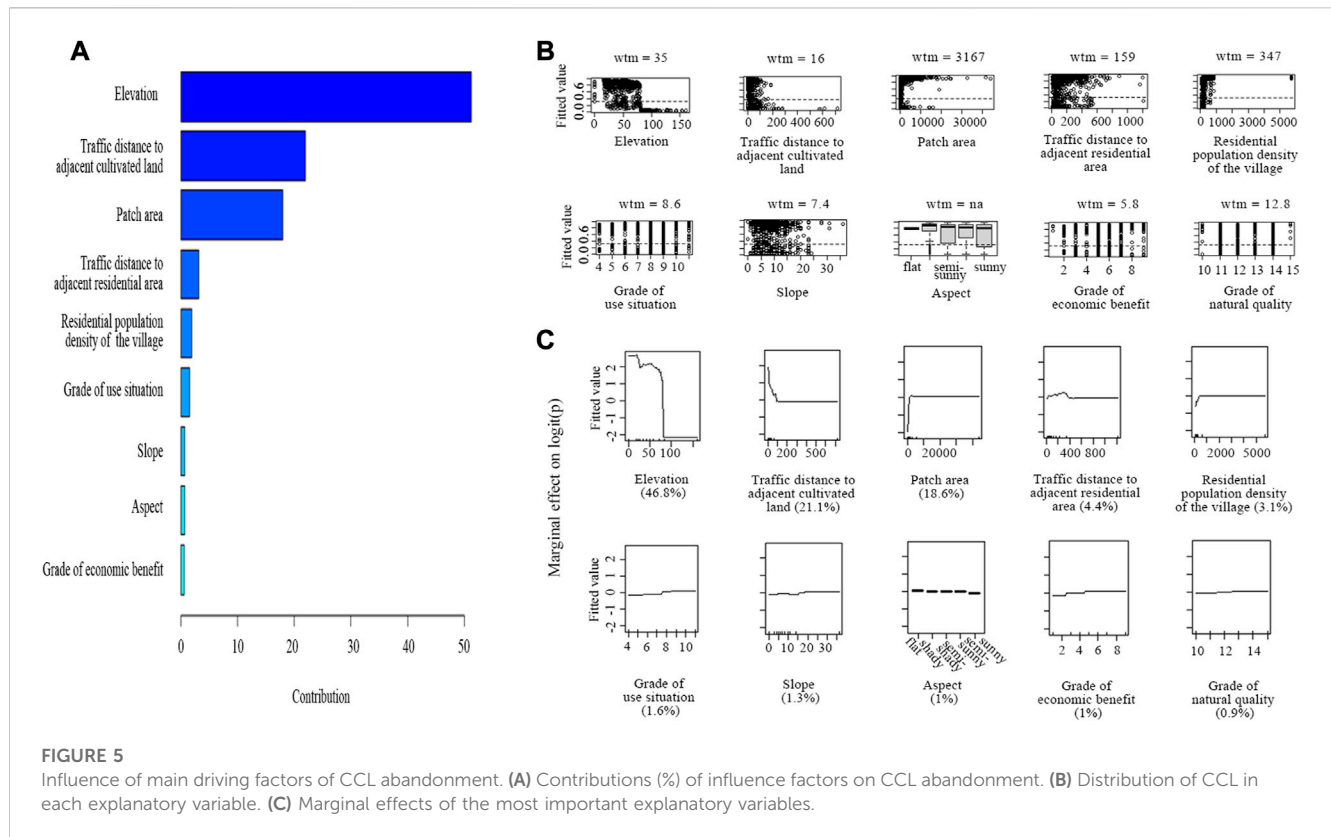 A
Elevation
Traffic distance to
adjacent cultivated land
Patch area
Traffic distance to
adjacent residential area
Residential population
density of the village
Grade of use situation
Slope
Aspect
Grade of economic benefit
0 10 20 30 40 50
Contribution
B
wtm = 35
wtm = 16
wtm = 3167
wtm = 159
wtm = 347
Fitted value
0.0 0.6
0 50 100 150
0 200 400 600
0 10000 30000
0 200 600 1000
0 1000 3000 5000
Elevation
Traffic distance to
adjacent cultivated
land
Patch area
Traffic distance to
adjacent residential
area
Residential
population density
of the village
wtm = 8.6
wtm = 7.4
wtm = na
wtm = 5.8
wtm = 12.8
Fitted value
0.0 0.6
4 5 6 7 8 9 10
0 5 10 20 30
flat semi-sunny sunny
2 4 6 8
10 11 12 13 14 15
Grade of
use situation
Slope
Aspect
Grade of
economic benefit
Grade of
natural quality
C
Marginal effect on logit(p)
Fitted value
-2 -1 0 1 2
0 50 100
0 200 500
0 20000
0 400 800
0 2000 5000
Elevation
(46.8%)
Traffic distance to
adjacent cultivated
land (21.1%)
Patch area
(18.6%)
Traffic distance to
adjacent residential
area (4.4%)
Residential
population density
of the village (3.1%)
Fitted value
-2 -1 0 1 2
4 6 8 10
0 10 20 30
flat
shady
semi-shady
semi-sunny
sunny
2 4 6 8
10 12 14
Grade of
use situation
(1.6%)
Slope
(1.3%)
Aspect
(1%)
Grade of
economic benefit
(1%)
Grade of
natural quality
(0.9%)
FIGURE 5
Influence of main driving factors of CCL abandonment. (A) Contributions (%) of influence factors on CCL abandonment. (B) Distribution of CCL in
each explanatory variable. (C) Marginal effects of the most important explanatory variables.